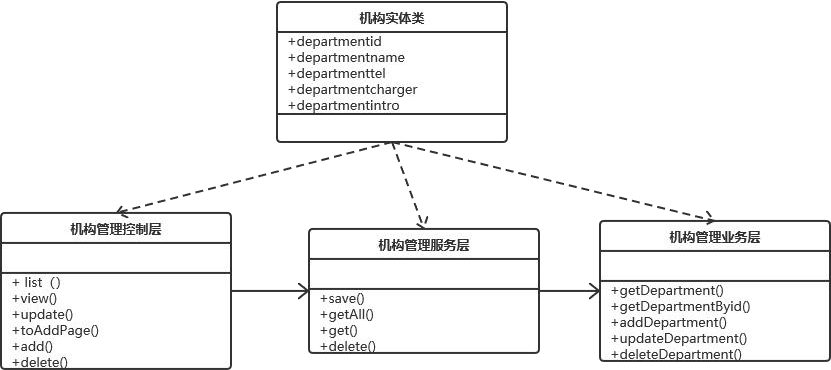 机构实体类
+departmentid
+departmentname
+departmenttel
+departmentcharger
+departmentintro
机构管理控制层
+ list（）
+view()
+update()
+toAddPage()
+add()
+delete()
机构管理服务层
+save()
+getAll()
+get()
+delete()
机构管理业务层
+getDepartment()
+getDepartmentByid()
+addDepartment()
+updateDepartment()
+deleteDepartment()